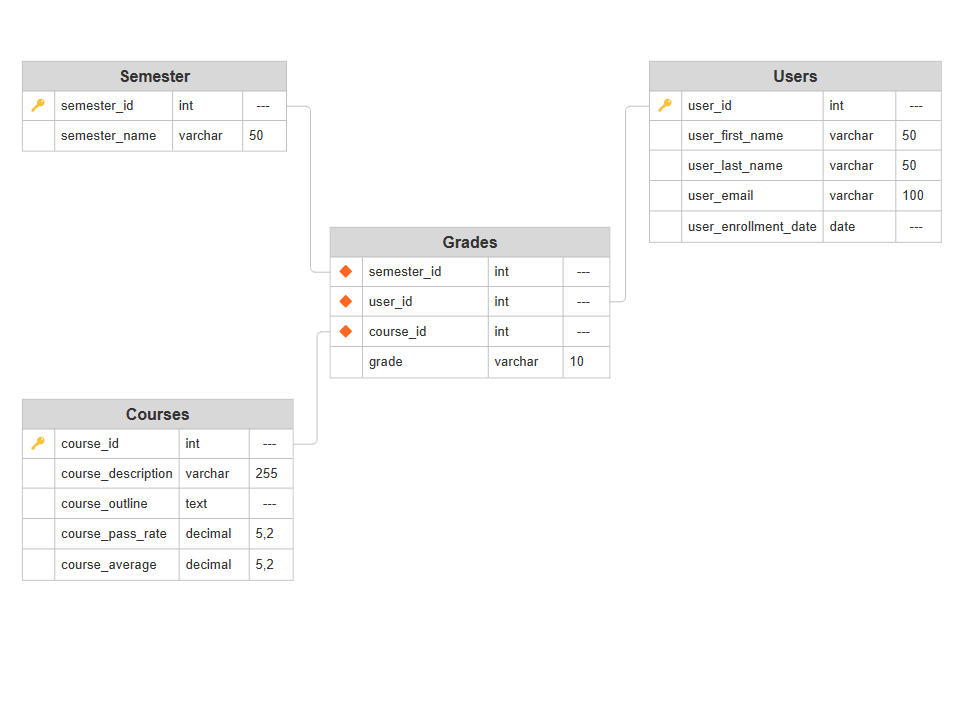 Semester
semester_id int ---
semester_name varchar 50
Users
user_id int ---
user_first_name varchar 50
user_last_name varchar 50
user_email varchar 100
user_enrollment_date date ---
Grades
semester_id int ---
user_id int ---
course_id int ---
grade varchar 10
Courses
course_id int ---
course_description varchar 255
course_outline text ---
course_pass_rate decimal 5,2
course_average decimal 5,2